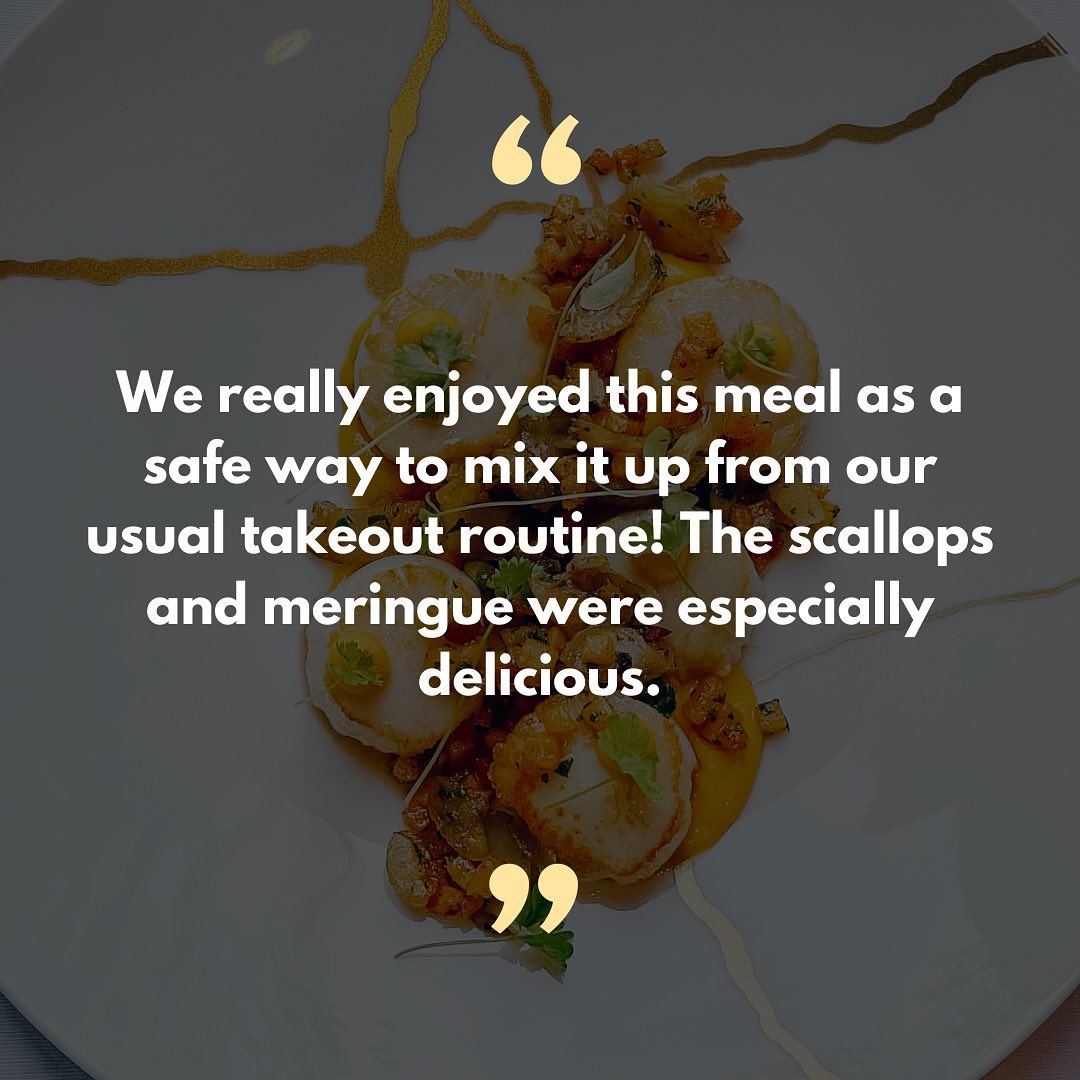 “
We really enjoyed this meal as a
safe way to mix it up from our
usual takeout routine! The scallops
and meringue were especially
delicious.
”